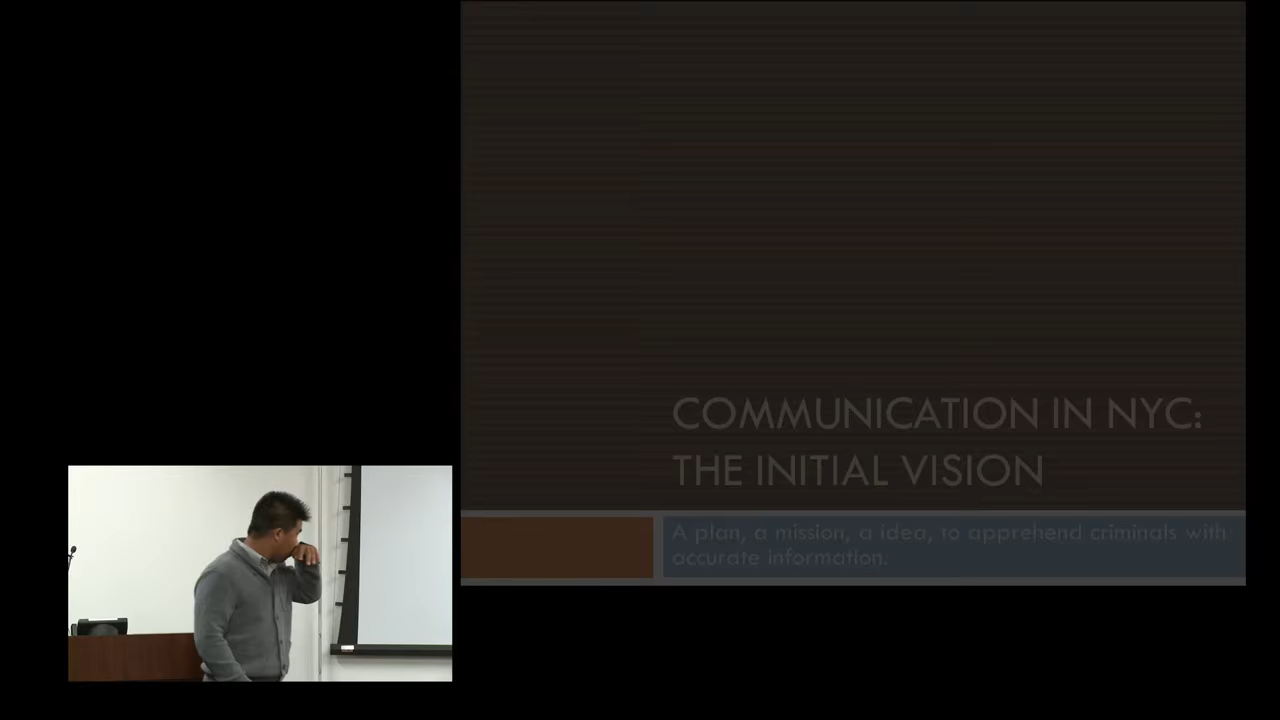 COMMUNICATION IN NYC:
THE INITIAL VISION
A plan, a mission, a idea, to apprehend criminals with
accurate information.